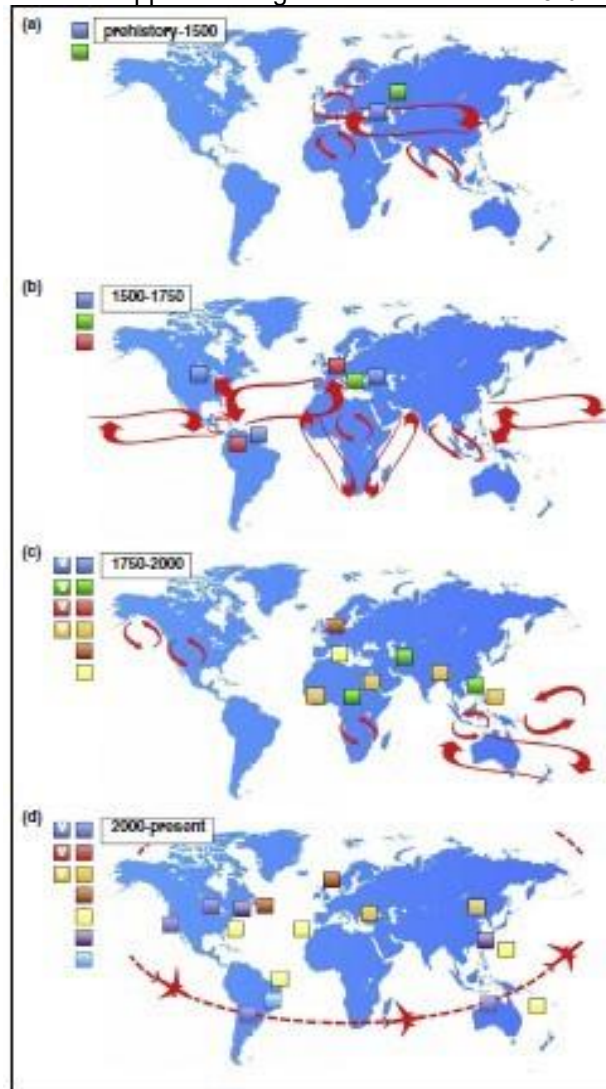 (a)
prehistory-1500
(b)
1500-1750
(c)
1750-2000
V
V
V
V
(d)
2000-present
V
V
V